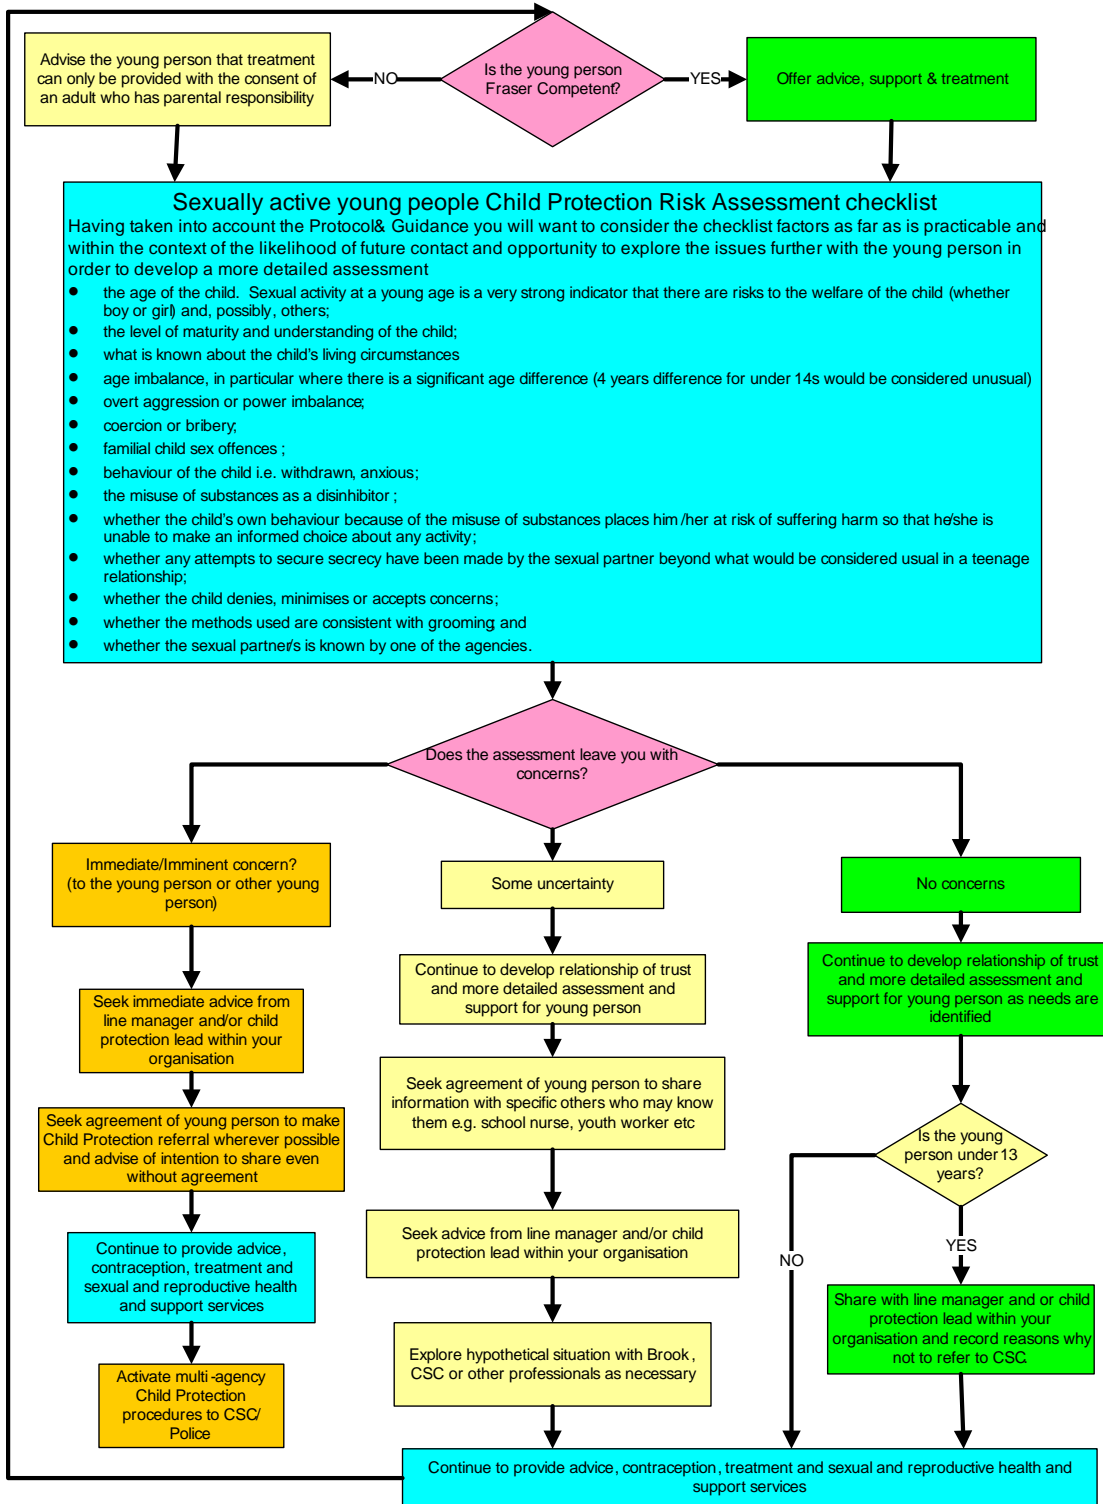 Advise the young person that treatment
can only be provided with the consent of
an adult who has parental responsibility
NO
Is the young person
Fraser Competent?
YES
Offer advice, support & treatment
Sexually active young people Child Protection Risk Assessment checklist
Having taken into account the Protocol& Guidance you will want to consider the checklist factors as far as is practicable and
within the context of the likelihood of future contact and opportunity to explore the issues further with the young person in
order to develop a more detailed assessment
● the age of the child. Sexual activity at a young age is a very strong indicator that there are risks to the welfare of the child (whether
boy or girl) and, possibly, others;
● the level of maturity and understanding of the child;
● what is known about the child's living circumstances
● age imbalance, in particular where there is a significant age difference (4 years difference for under 14s would be considered unusual)
● overt aggression or power imbalance;
● coercion or bribery;
● familial child sex offences ;
● behaviour of the child i.e. withdrawn, anxious;
● the misuse of substances as a disinhibitor ;
● whether the child's own behaviour because of the misuse of substances places him /her at risk of suffering harm so that he/she is
unable to make an informed choice about any activity;
● whether any attempts to secure secrecy have been made by the sexual partner beyond what would be considered usual in a teenage
relationship;
● whether the child denies, minimises or accepts concerns;
● whether the methods used are consistent with grooming; and
● whether the sexual partner/s is known by one of the agencies.
Does the assessment leave you with
concerns?
Immediate/Imminent concern?
(to the young person or other young
person)
Seek immediate advice from
line manager and/or child
protection lead within your
organisation
Seek agreement of young person to make
Child Protection referral wherever possible
and advise of intention to share even
without agreement
Continue to provide advice,
contraception, treatment and
sexual and reproductive health
and support services
Activate multi-agency
Child Protection
procedures to CSC/
Police
Some uncertainty
Continue to develop relationship of trust
and more detailed assessment and
support for young person
Seek agreement of young person to share
information with specific others who may know
them e.g. school nurse, youth worker etc
Seek advice from line manager and/or child
protection lead within your organisation
Explore hypothetical situation with Brook,
CSC or other professionals as necessary
No concerns
Continue to develop relationship of trust
and more detailed assessment and
support for young person as needs are
identified
Is the young
person under 13
years?
NO
YES
Share with line manager and or child
protection lead within your
organisation and record reasons why
not to refer to CSC.
Continue to provide advice, contraception, treatment and sexual and reproductive health and
support services